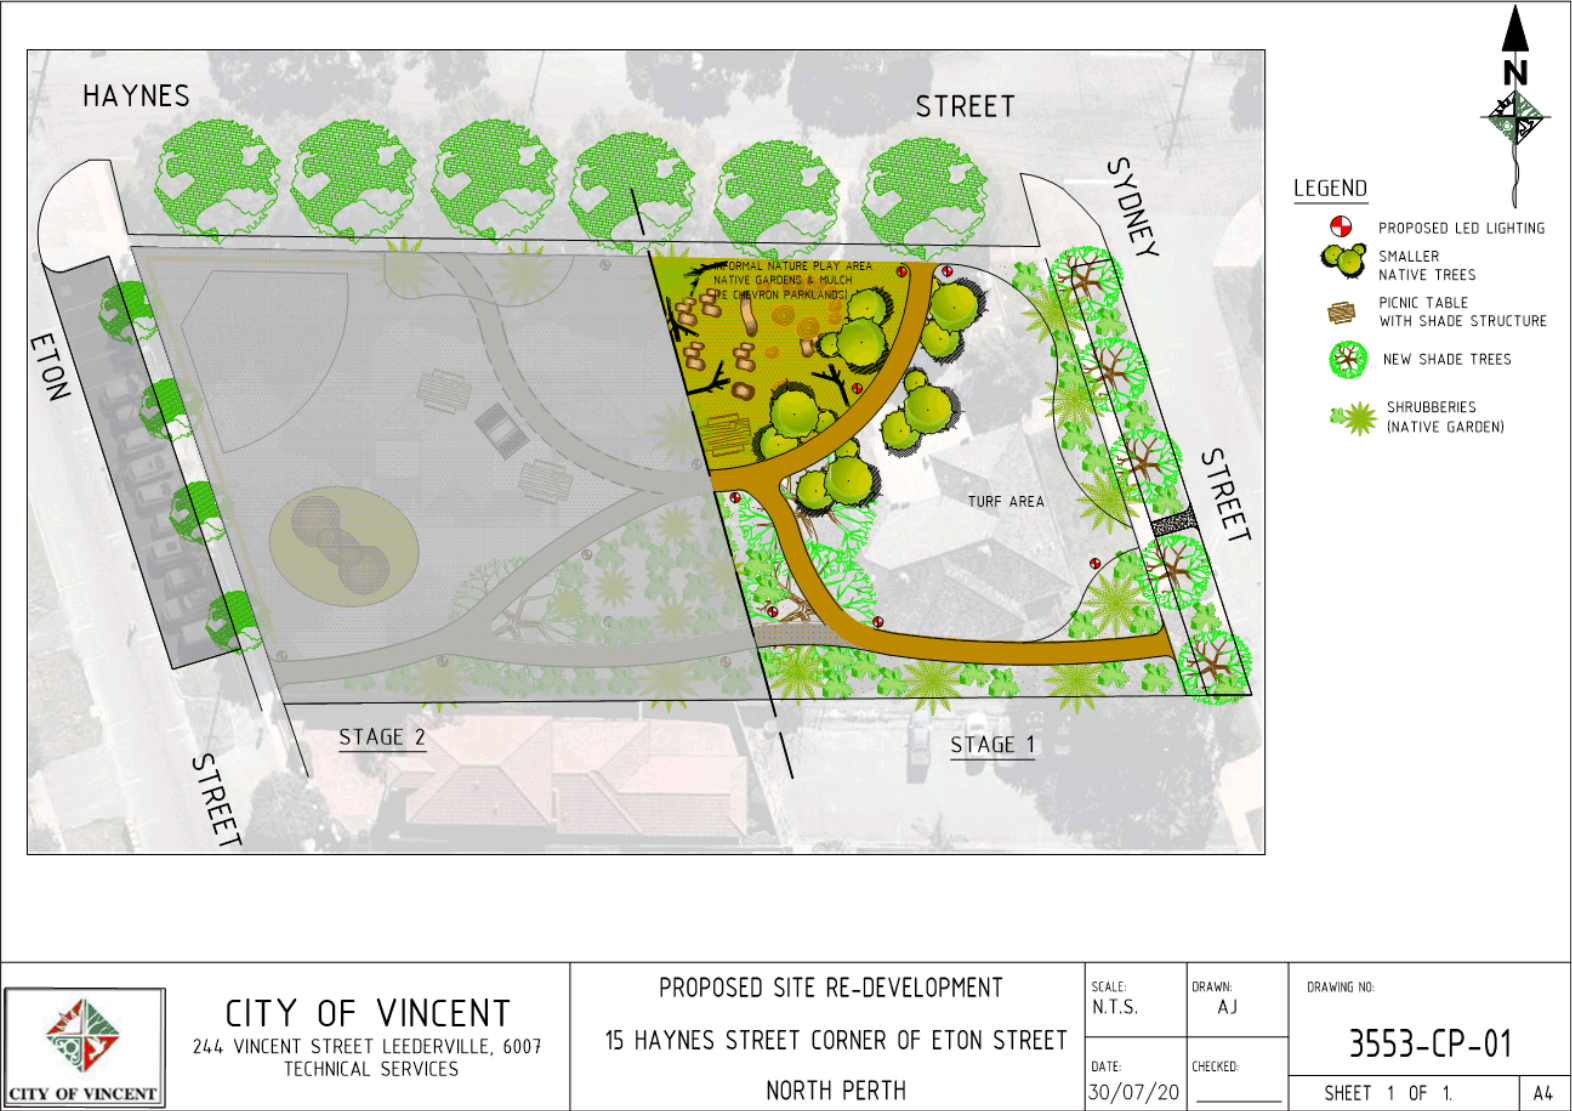 HAYNES
STREET
SYDNEY
STREET
ETON
STREET
INFORMAL NATURE PLAY AREA
NATIVE GARDENS & MULCH
(IE CHEVRON PARKLANDS)
TURF AREA
STAGE 2
STAGE 1
N
LEGEND
PROPOSED LED LIGHTING
SMALLER
NATIVE TREES
PICNIC TABLE
WITH SHADE STRUCTURE
NEW SHADE TREES
SHRUBBERIES
(NATIVE GARDEN)
CITY OF VINCENT
CITY OF VINCENT
244 VINCENT STREET LEEDERVILLE, 6007
TECHNICAL SERVICES
PROPOSED SITE RE-DEVELOPMENT
15 HAYNES STREET CORNER OF ETON STREET
NORTH PERTH
SCALE:
N.T.S.
DRAWN:
AJ
DATE:
30/07/20
CHECKED:
DRAWING NO:
3553-CP-01
SHEET 1 OF 1.
A4